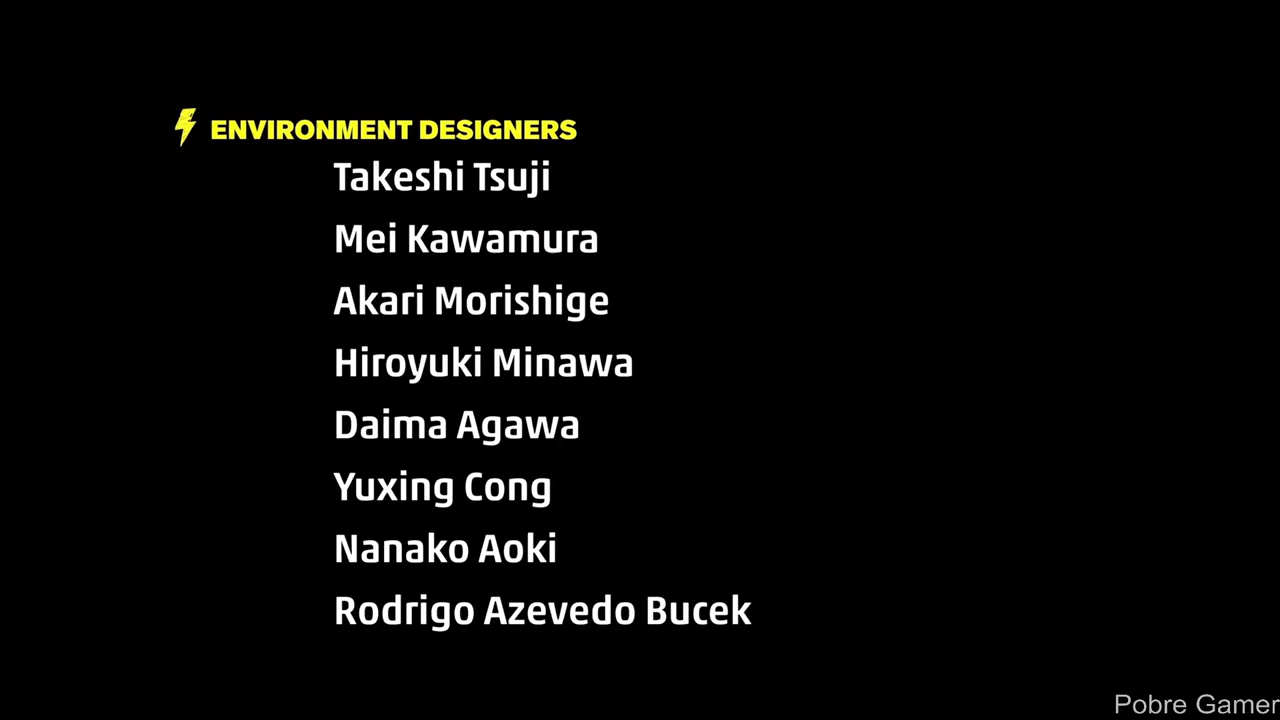 ENVIRONMENT DESIGNERS
Takeshi Tsuji
Mei Kawamura
Akari Morishige
Hiroyuki Minawa
Daima Agawa
Yuxing Cong
Nanako Aoki
Rodrigo Azevedo Bucek
Pobre Gamer